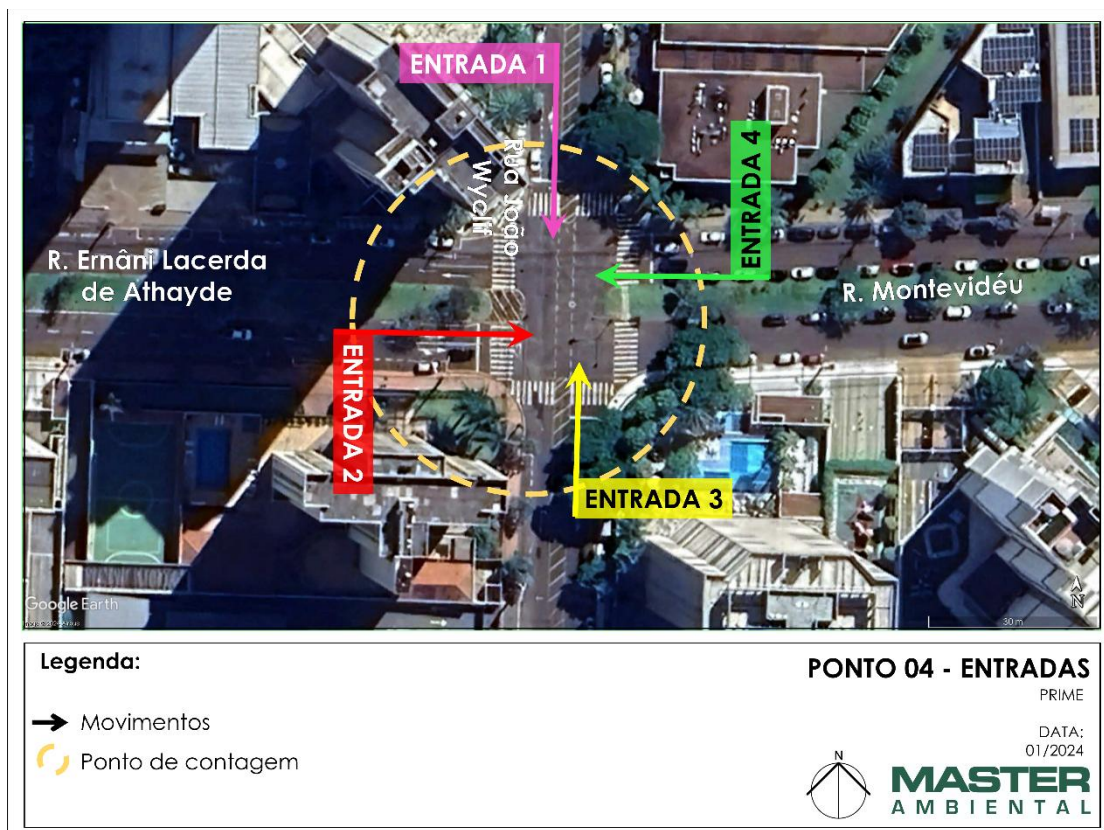 ENTRADA 1
Rua João
Wyclif
ENTRADA 4
R. Ernâni Lacerda
de Athayde
R. Montevidéu
ENTRADA 2
ENTRADA 3
Google Earth
N
30 m
Legenda:
Movimentos
Ponto de contagem
PONTO 04 - ENTRADAS
PRIME
DATA:
01/2024
N
MASTER
AMBIENTAL